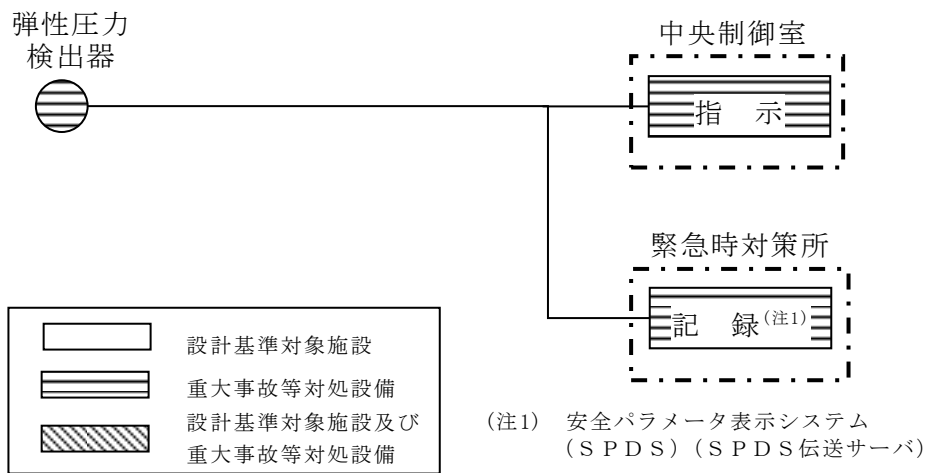 弾性圧力
検出器
中央制御室
指　示
緊急時対策所
記　録(注1)
設計基準対象施設
重大事故等対処設備
設計基準対象施設及び
重大事故等対処設備
(注1)　安全パラメータ表示システム
（ＳＰＤＳ）（ＳＰＤＳ伝送サーバ）